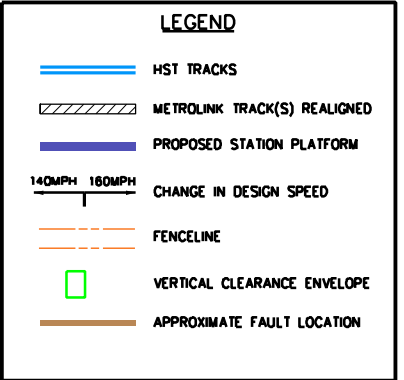 LEGEND
HST TRACKS
METROLINK TRACK(S) REALIGNED
PROPOSED STATION PLATFORM
140MPH 160MPH CHANGE IN DESIGN SPEED
FENCELINE
VERTICAL CLEARANCE ENVELOPE
APPROXIMATE FAULT LOCATION